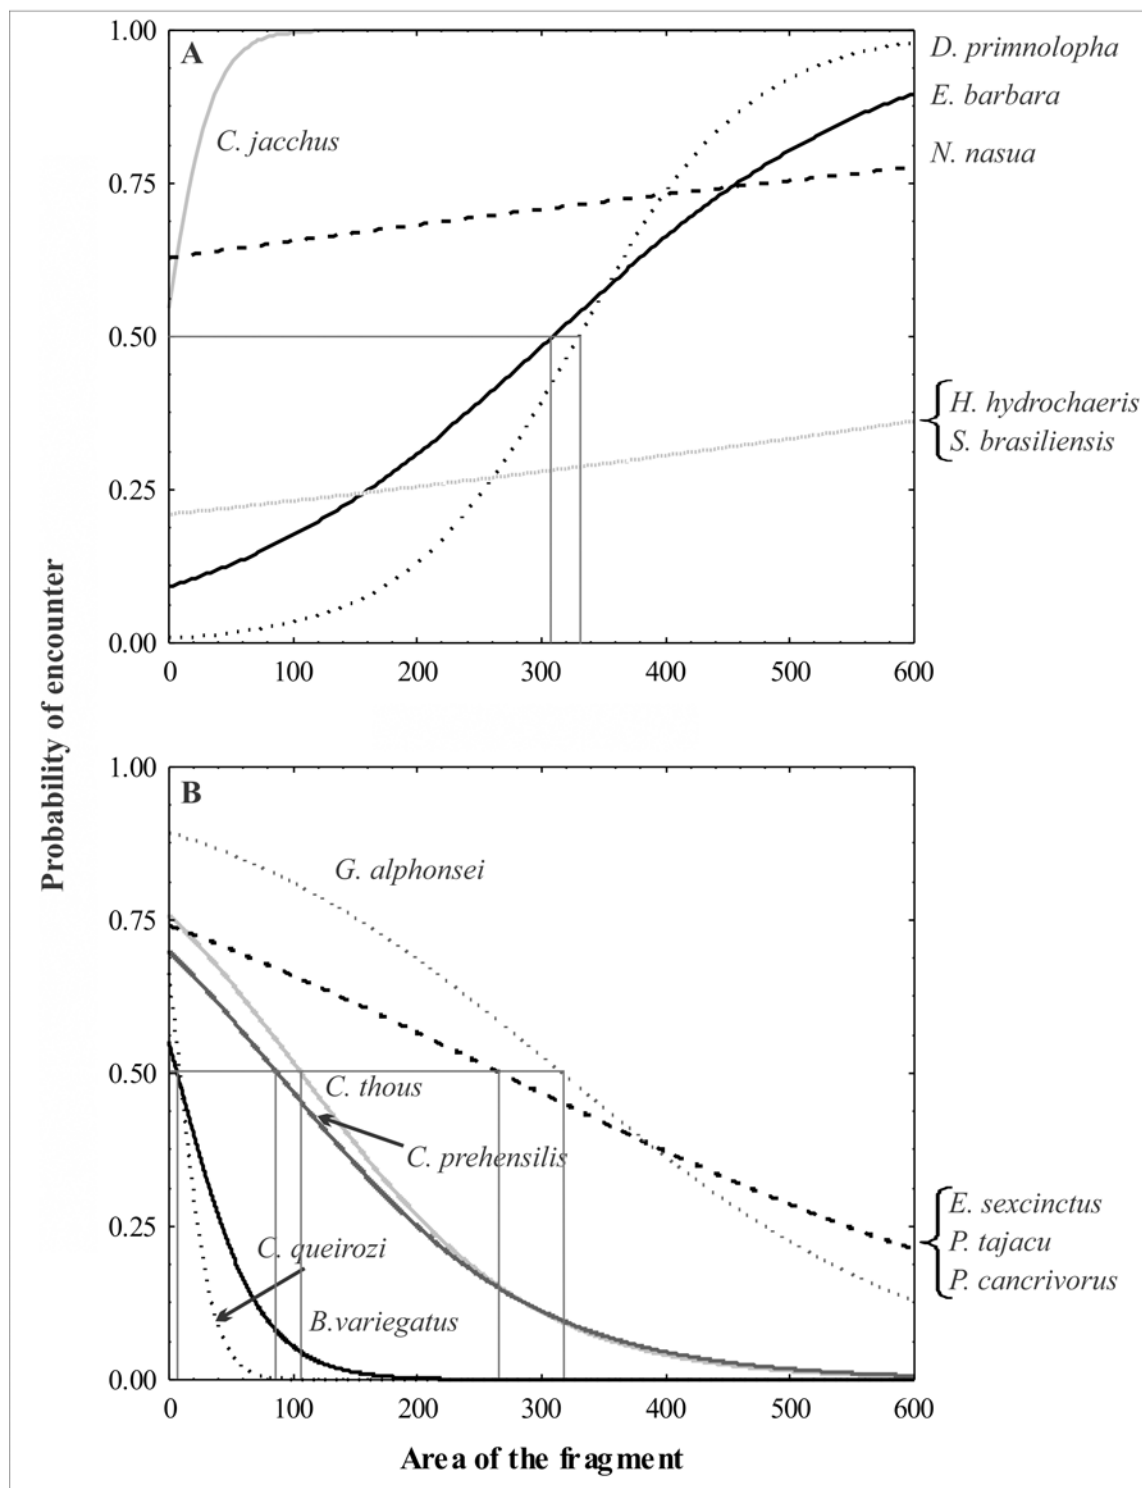 1.00
A
D. primnolopha
E. barbara
C. jacchus
N. nasua
0.75
0.50
H. hydrochaeris
S. brasiliensis
0.25
0.00
0 100 200 300 400 500 600
Probability of encounter
1.00
B
G. alphonsei
0.75
0.50
C. thous
C. prehensilis
E. sexcinctus
0.25
C. queirozi
P. tajacu
P. cancrivorus
B.variegatus
0.00
0 100 200 300 400 500 600
Area of the fragment